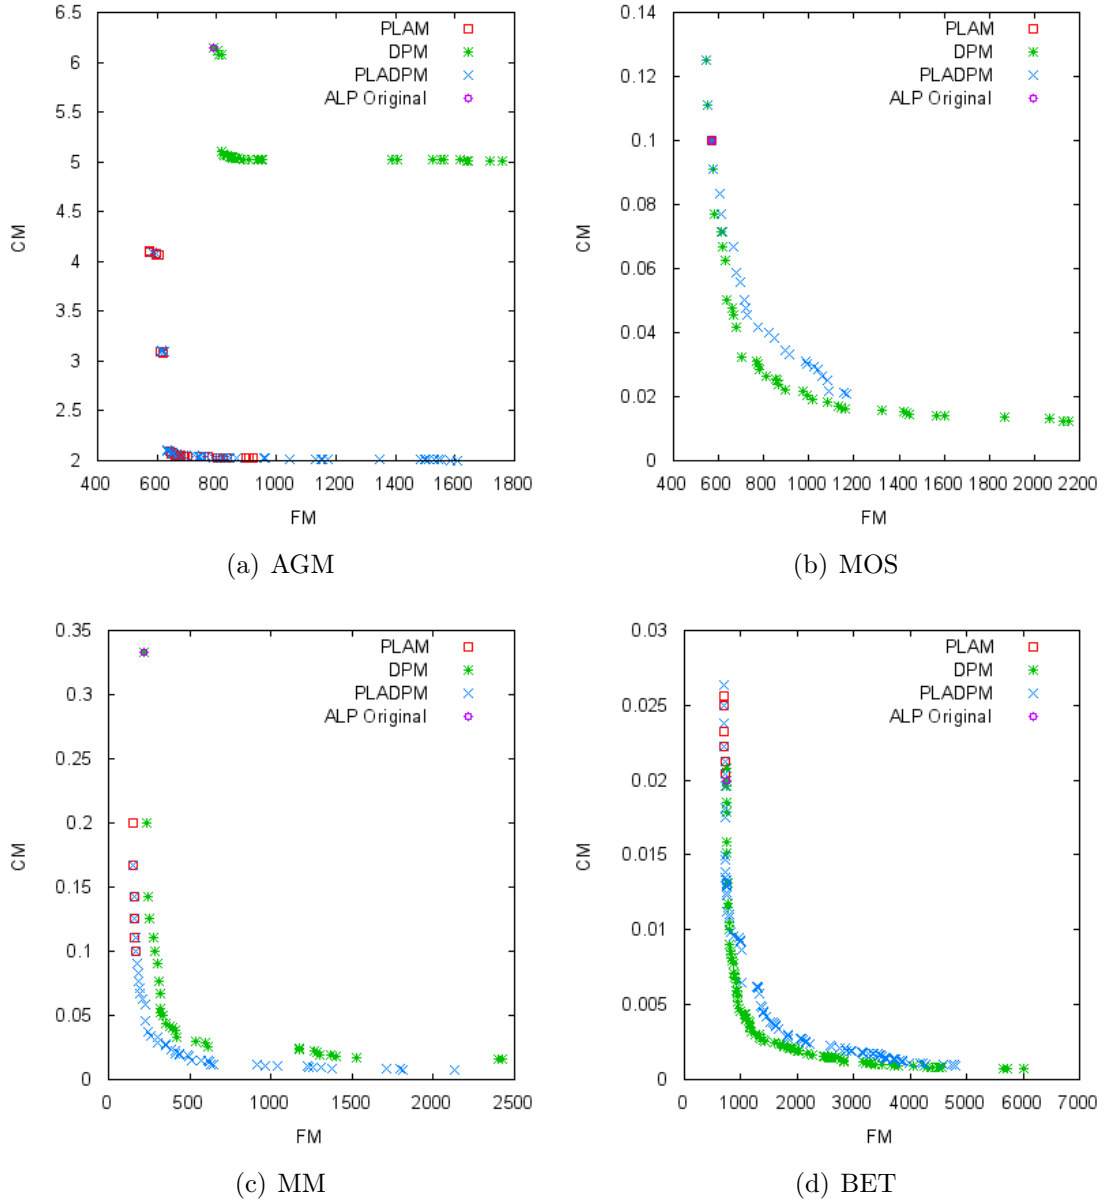 6.5
6
5.5
5
4.5
4
3.5
3
2.5
2
CM
PLAM
DPM
PLADPM
ALP Original
400 600 800 1000 1200 1400 1600 1800
FM
(a) AGM
0.14
0.12
0.1
0.08
0.06
0.04
0.02
0
CM
PLAM
DPM
PLADPM
ALP Original
400 600 800 1000 1200 1400 1600 1800 2000 2200
FM
(b) MOS
0.35
0.3
0.25
0.2
0.15
0.1
0.05
0
CM
PLAM
DPM
PLADPM
ALP Original
0 500 1000 1500 2000 2500
FM
(c) MM
0.03
0.025
0.02
0.015
0.01
0.005
0
CM
PLAM
DPM
PLADPM
ALP Original
0 1000 2000 3000 4000 5000 6000 7000
FM
(d) BET